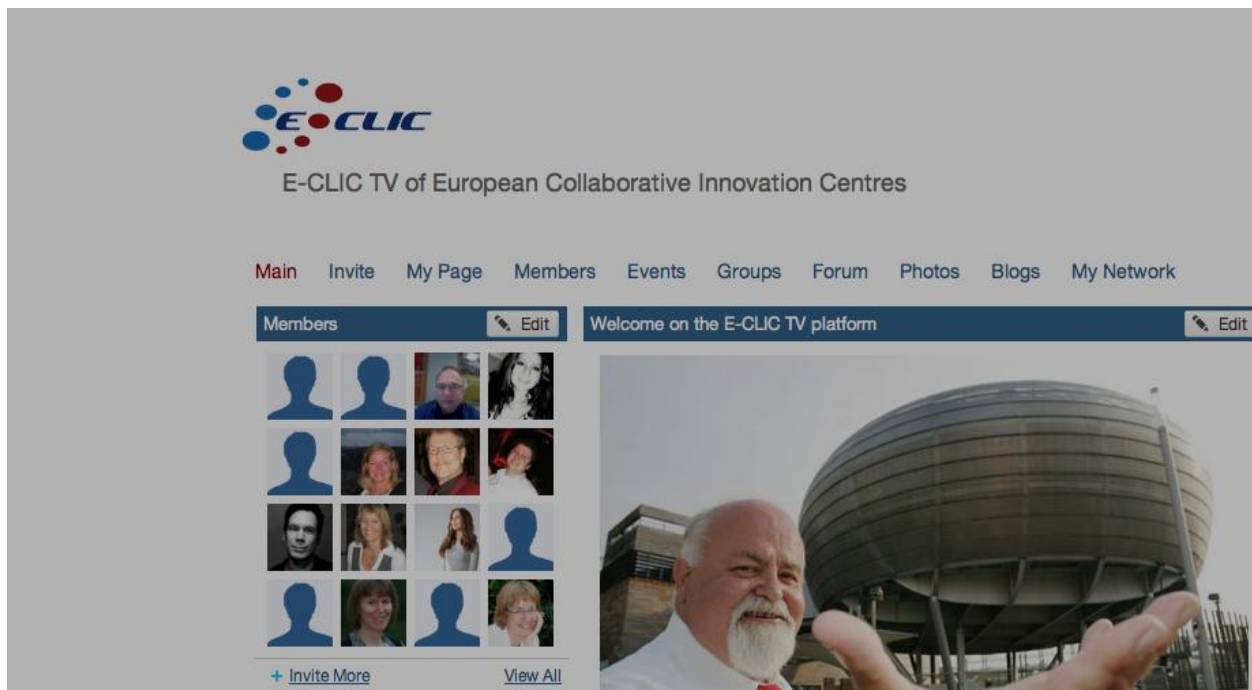 E-CLIC
E-CLIC TV of European Collaborative Innovation Centres
Main Invite My Page Members Events Groups Forum Photos Blogs My Network
Members Edit
Welcome on the E-CLIC TV platform Edit
+ Invite More View All